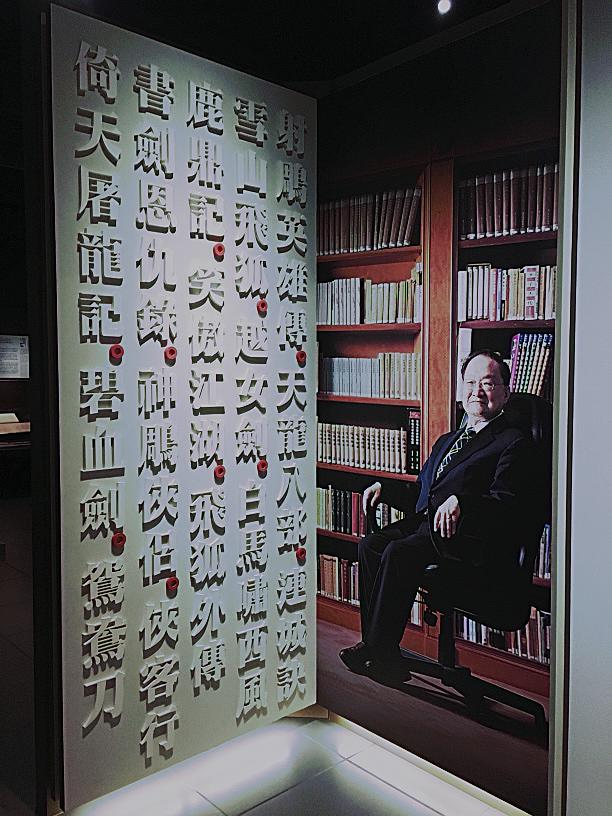 射鵰英雄傳.天龍八部.連城訣
雪山飛狐.越女劍.白馬嘯西風
鹿鼎記.笑傲江湖.飛狐外傳
書劍恩仇錄.神鵰俠侶.俠客行
倚天屠龍記.碧血劍.鴛鴦刀